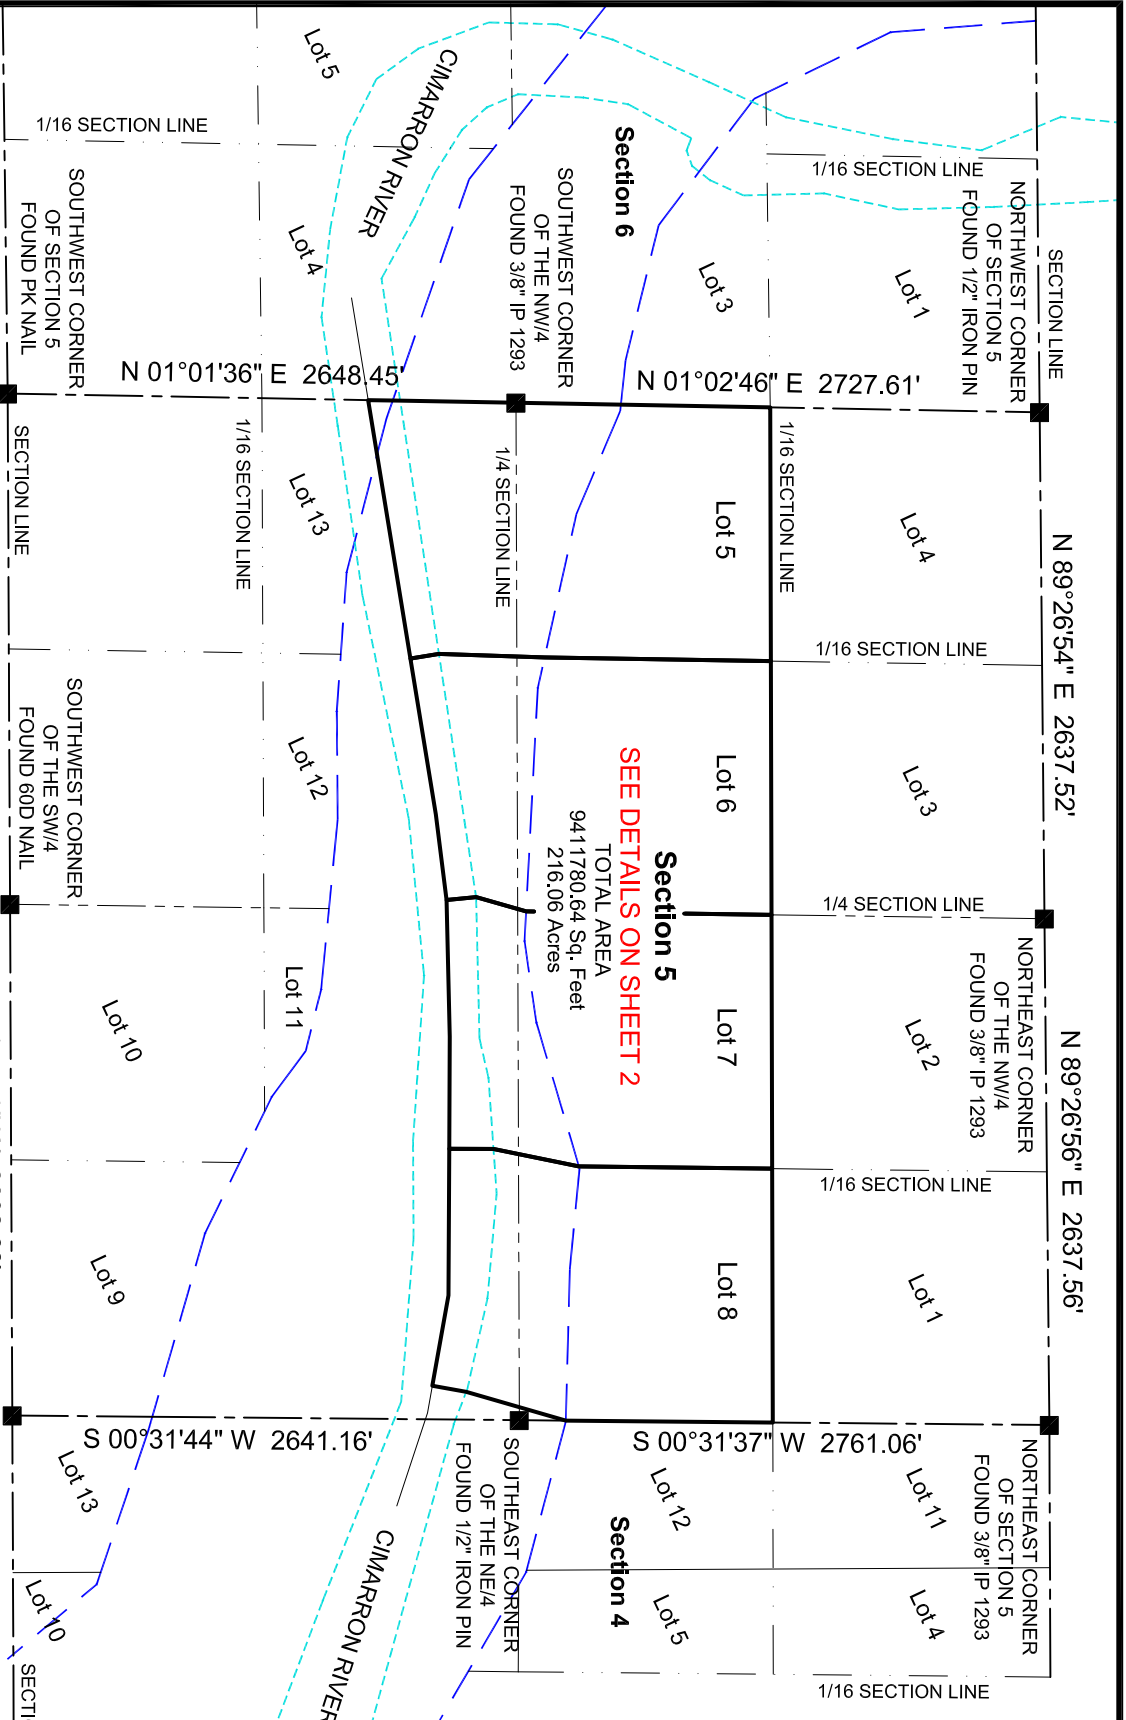 N 89°26'54" E 2637.52'
N 89°26'56" E 2637.56'
SECTION LINE
NORTHWEST CORNER
OF SECTION 5
FOUND 1/2" IRON PIN
NORTHEAST CORNER
OF THE NW/4
FOUND 3/8" IP 1293
NORTHEAST CORNER
OF SECTION 5
FOUND 3/8" IP 1293
1/16 SECTION LINE
Lot 1
Lot 4
1/16 SECTION LINE
Lot 3
1/4 SECTION LINE
Lot 2
1/16 SECTION LINE
Lot 1
Lot 11
Lot 4
1/16 SECTION LINE
N 01°02'46" E 2727.61'
1/16 SECTION LINE
S 00°31'37" W 2761.06'
Lot 3
Lot 5
Lot 6
Lot 7
Lot 8
Lot 12
Lot 5
Section 6
Section 5
SEE DETAILS ON SHEET 2
TOTAL AREA
9411780.64 Sq. Feet
216.06 Acres
Section 4
SOUTHWEST CORNER
OF THE NW/4
FOUND 3/8" IP 1293
1/4 SECTION LINE
SOUTHEAST CORNER
OF THE NE/4
FOUND 1/2" IRON PIN
CIMARRON RIVER
CIMARRON RIVER
N 01°01'36" E 2648.45'
S 00°31'44" W 2641.16'
Lot 5
Lot 4
Lot 13
Lot 12
Lot 11
1/16 SECTION LINE
1/16 SECTION LINE
Lot 10
Lot 9
Lot 13
Lot 10
SOUTHWEST CORNER
OF SECTION 5
FOUND PK NAIL
SECTION LINE
SOUTHWEST CORNER
OF THE SW/4
FOUND 60D NAIL
SECTI